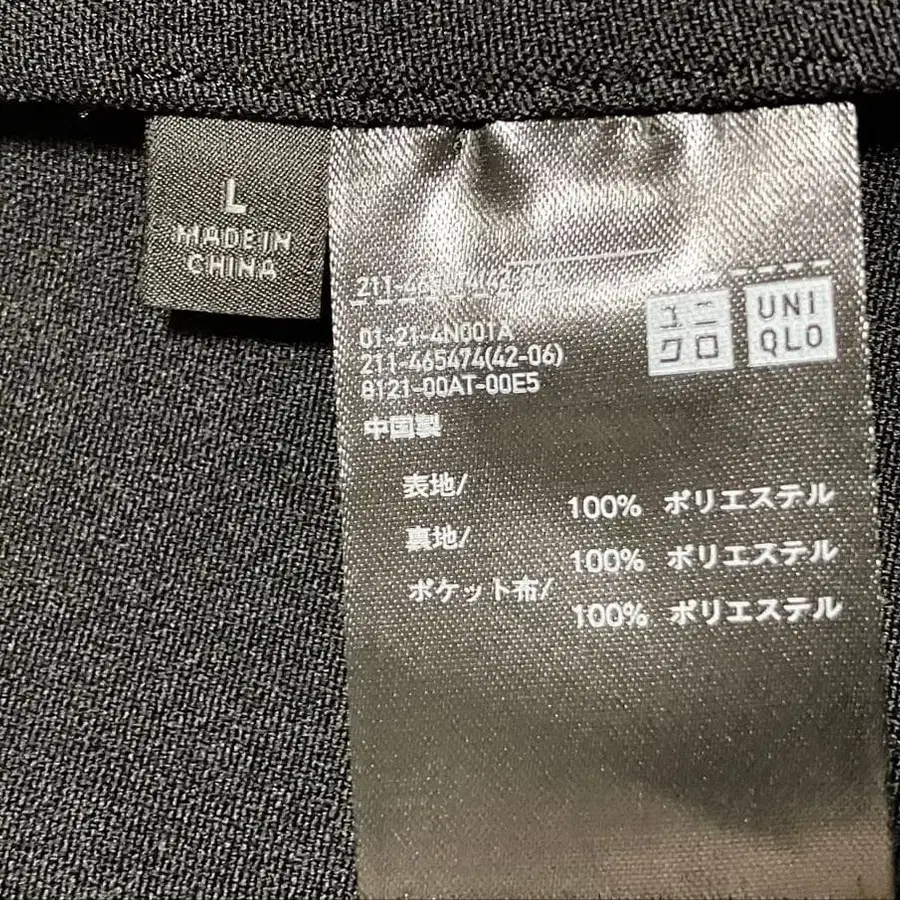 L
MADE IN
CHINA
ユニ
クロ
UNI
QLO
01-21-4N001A
211-465474(42-06)
8121-00AT-00E5
中国製
表地/
100% ポリエステル
裏地/
100% ポリエステル
ポケット布/
100% ポリエステル